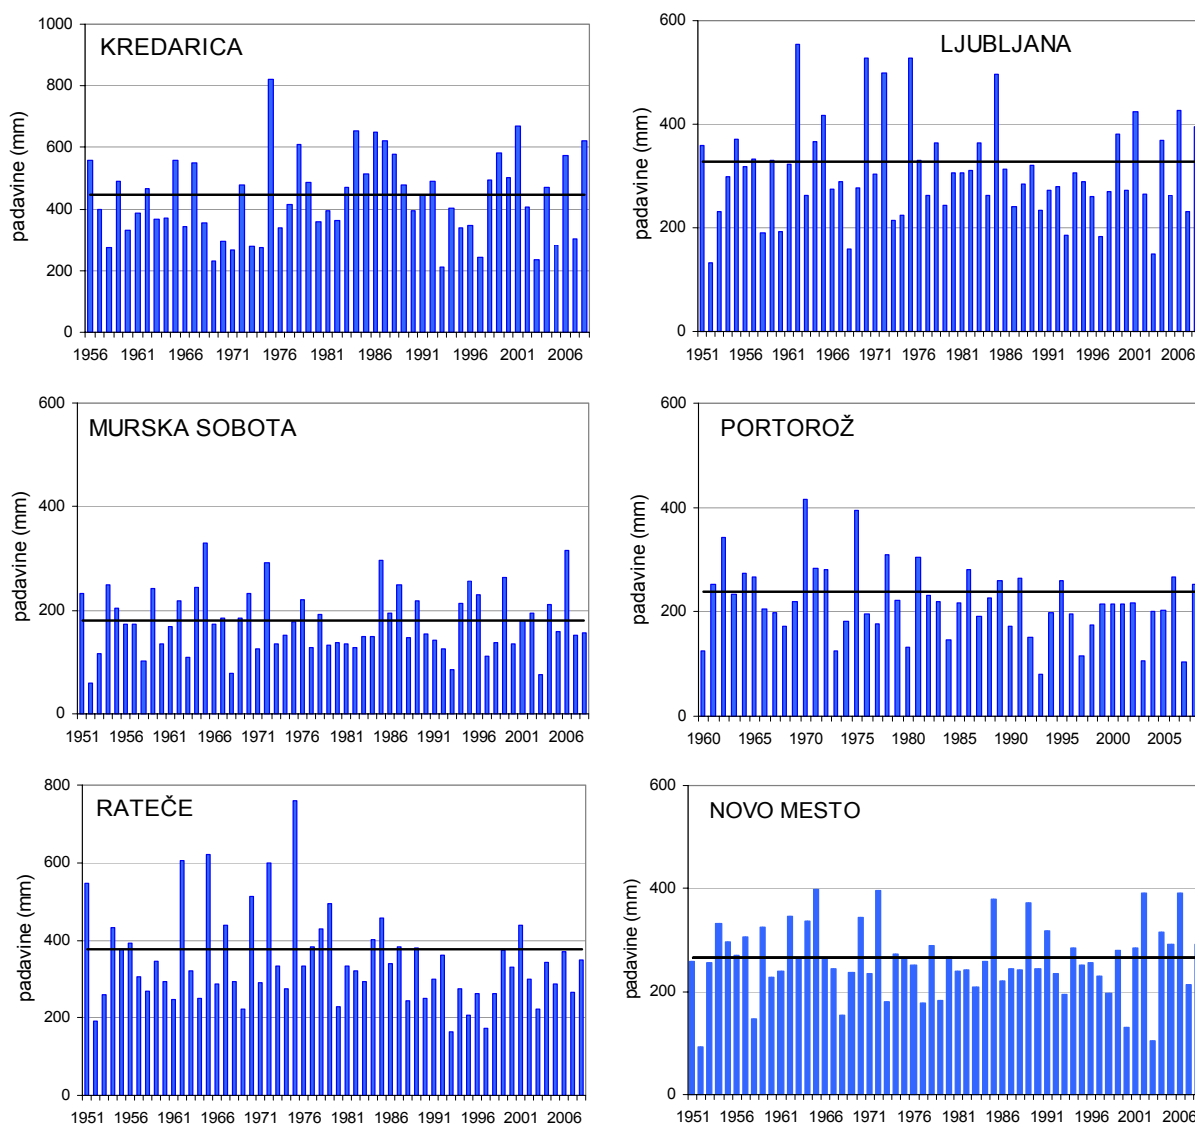 KREDARICA
padavine (mm)
1000
800
600
400
200
0
1956 1961 1966 1971 1976 1981 1986 1991 1996 2001 2006
LJUBLJANA
padavine (mm)
600
400
200
0
1951 1956 1961 1966 1971 1976 1981 1986 1991 1996 2001 2006
MURSKA SOBOTA
padavine (mm)
600
400
200
0
1951 1956 1961 1966 1971 1976 1981 1986 1991 1996 2001 2006
PORTOROŽ
padavine (mm)
600
400
200
0
1960 1965 1970 1975 1980 1985 1990 1995 2000 2005
RATEČE
padavine (mm)
800
600
400
200
0
1951 1956 1961 1966 1971 1976 1981 1986 1991 1996 2001 2006
NOVO MESTO
padavine (mm)
600
400
200
0
1951 1956 1961 1966 1971 1976 1981 1986 1991 1996 2001 2006